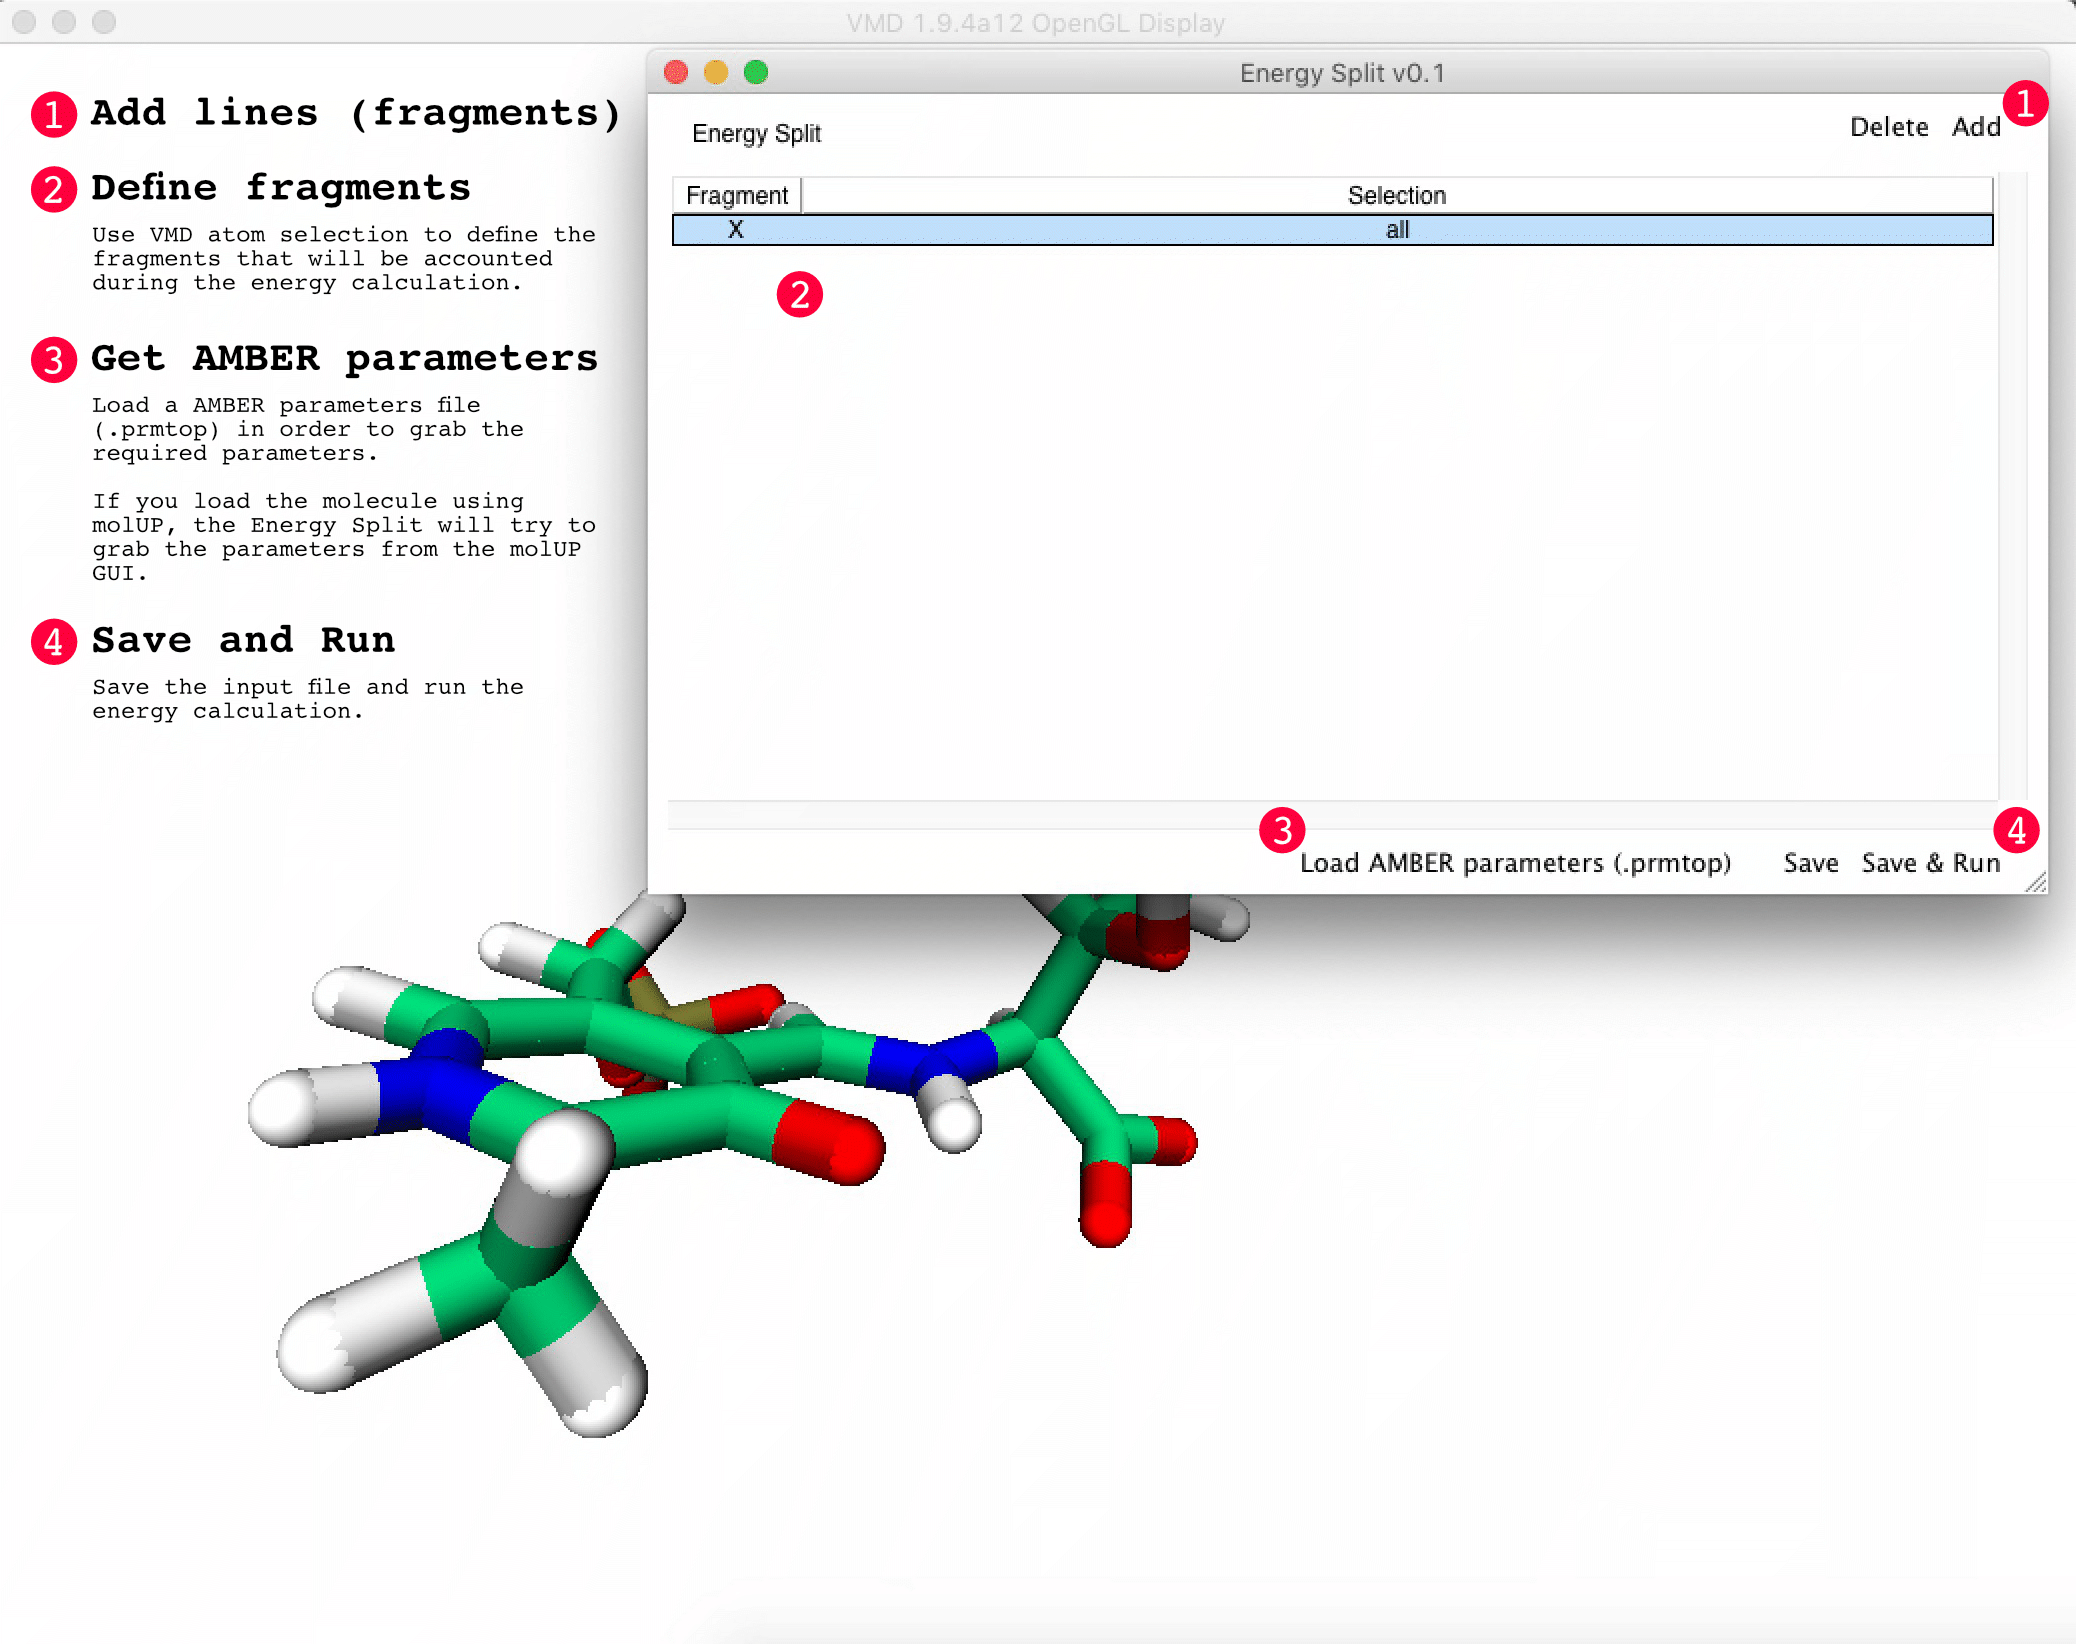 VMD 1.9.4a12 OpenGL Display
1 Add lines (fragments)
2 Define fragments
Use VMD atom selection to define the
fragments that will be accounted
during the energy calculation.
3 Get AMBER parameters
Load a AMBER parameters file
(.prmtop) in order to grab the
required parameters.
If you load the molecule using
molUP, the Energy Split will try to
grab the parameters from the molUP
GUI.
4 Save and Run
Save the input file and run the
energy calculation.
Energy Split v0.1
1
Energy Split
Delete Add
Fragment Selection
X all
2
3
4
Load AMBER parameters (.prmtop) Save Save & Run